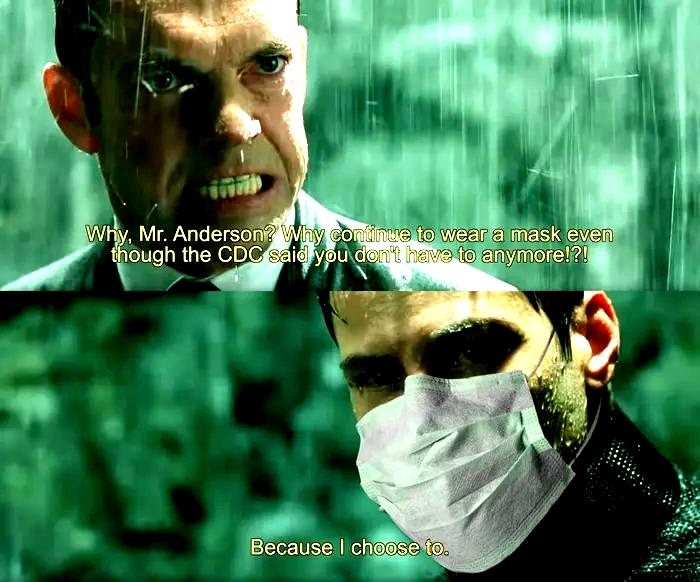 Why, Mr. Anderson? Why continue to wear a mask even
though the CDC said you don't have to anymore!?!
Because I choose to.